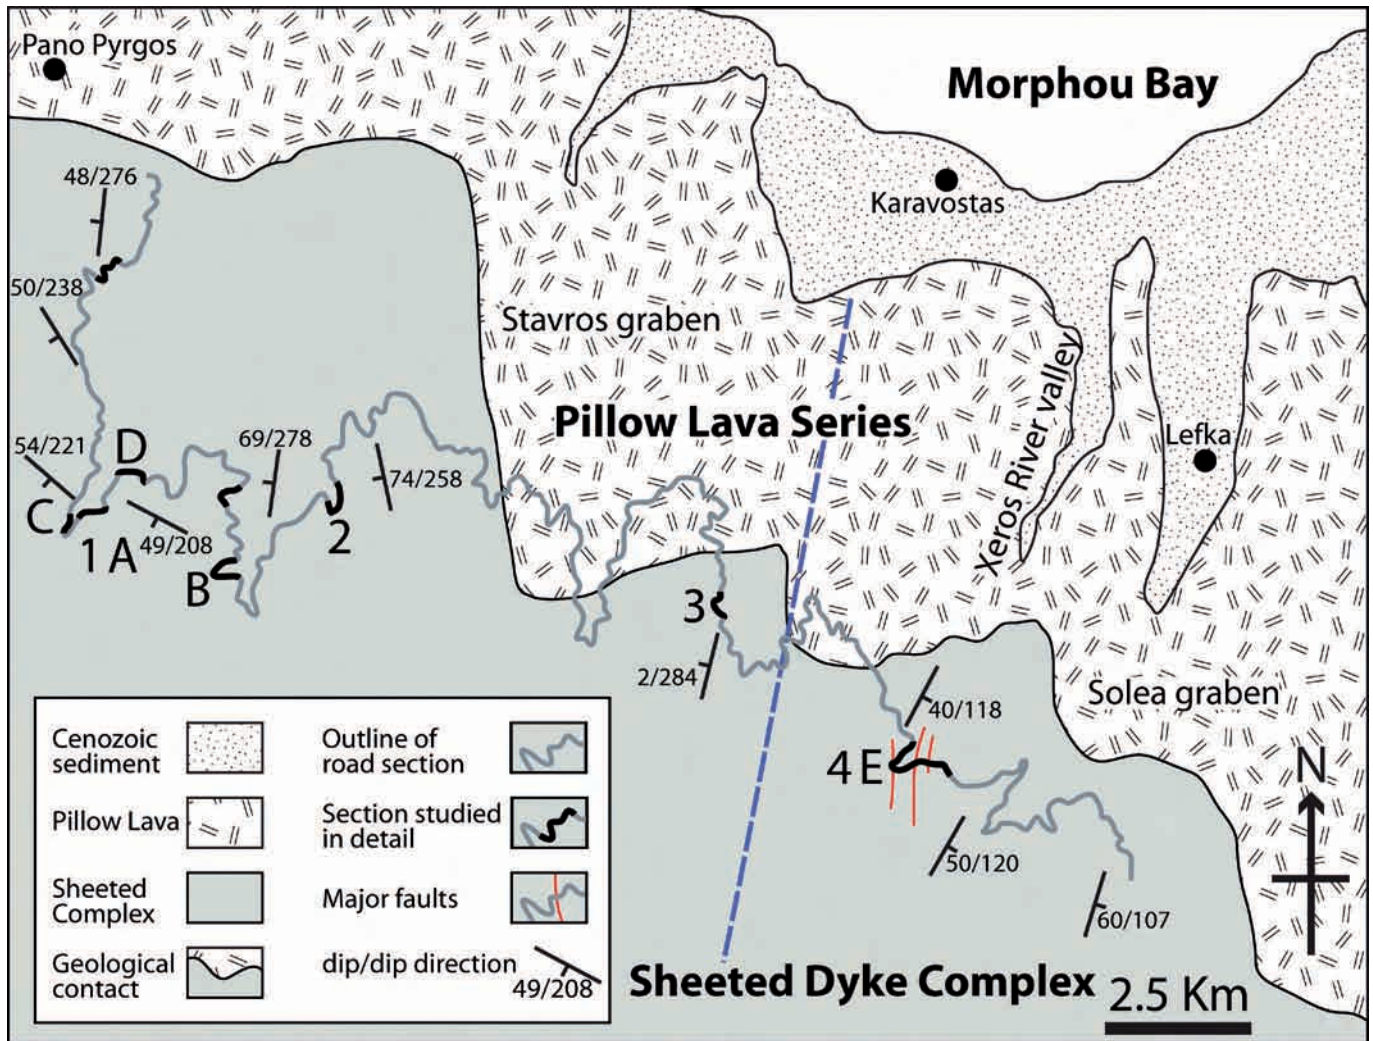 Pano Pyrgos
Morphou Bay
48/276
Karavostas
50/238
Stavros graben
Xeros River valley
Pillow Lava Series
Lefka
54/221
D
69/278
74/258
C
1 A
49/208
2
B
3
2/284
Solea graben
40/118
4 E
N
50/120
60/107
Cenozoic
sediment
Outline of
road section
Pillow Lava
Section studied
in detail
Sheeted
Complex
Major faults
Geological
contact
dip/dip direction
49/208
Sheeted Dyke Complex
2.5 Km